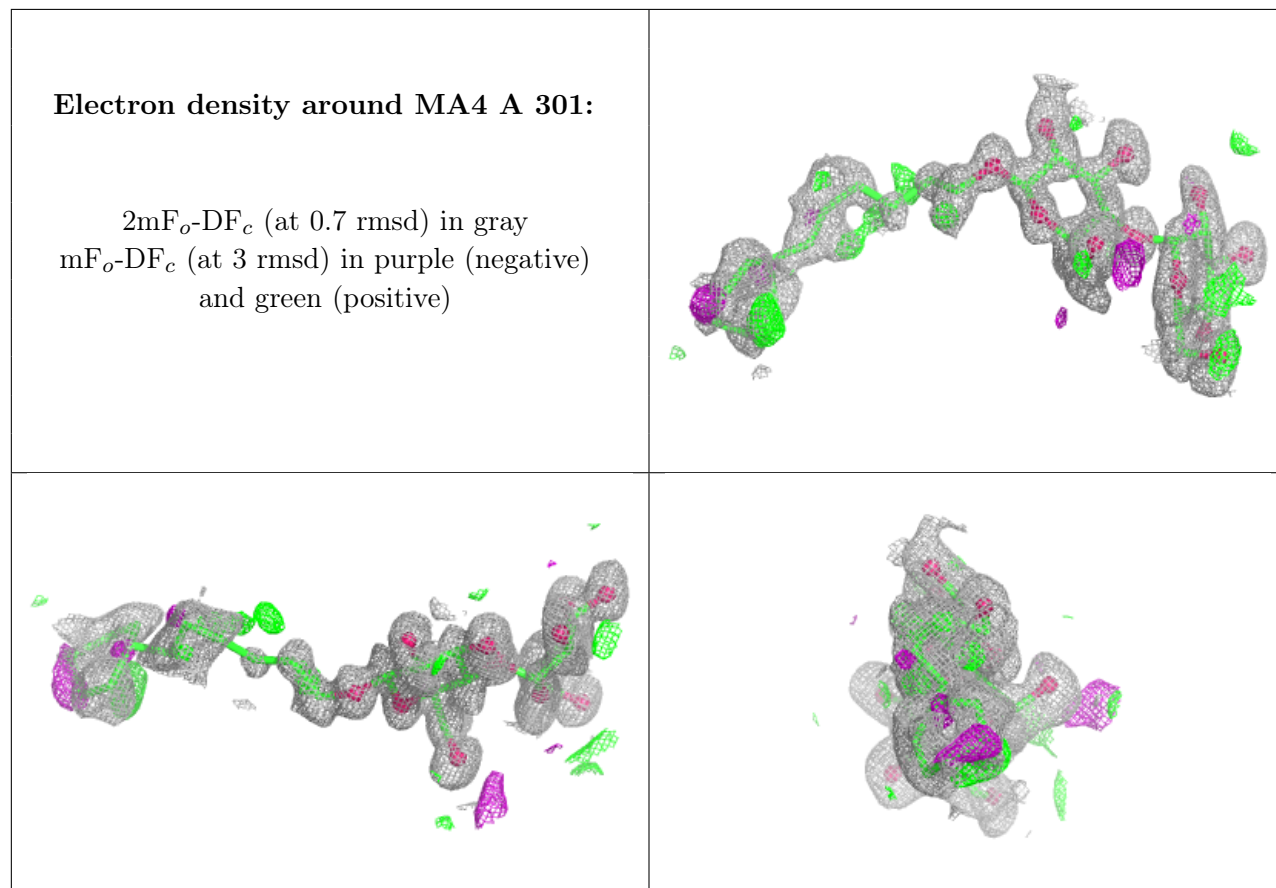 Electron density around MA4 A 301:
2mFo-DFc (at 0.7 rmsd) in gray
mFo-DFc (at 3 rmsd) in purple (negative)
and green (positive)